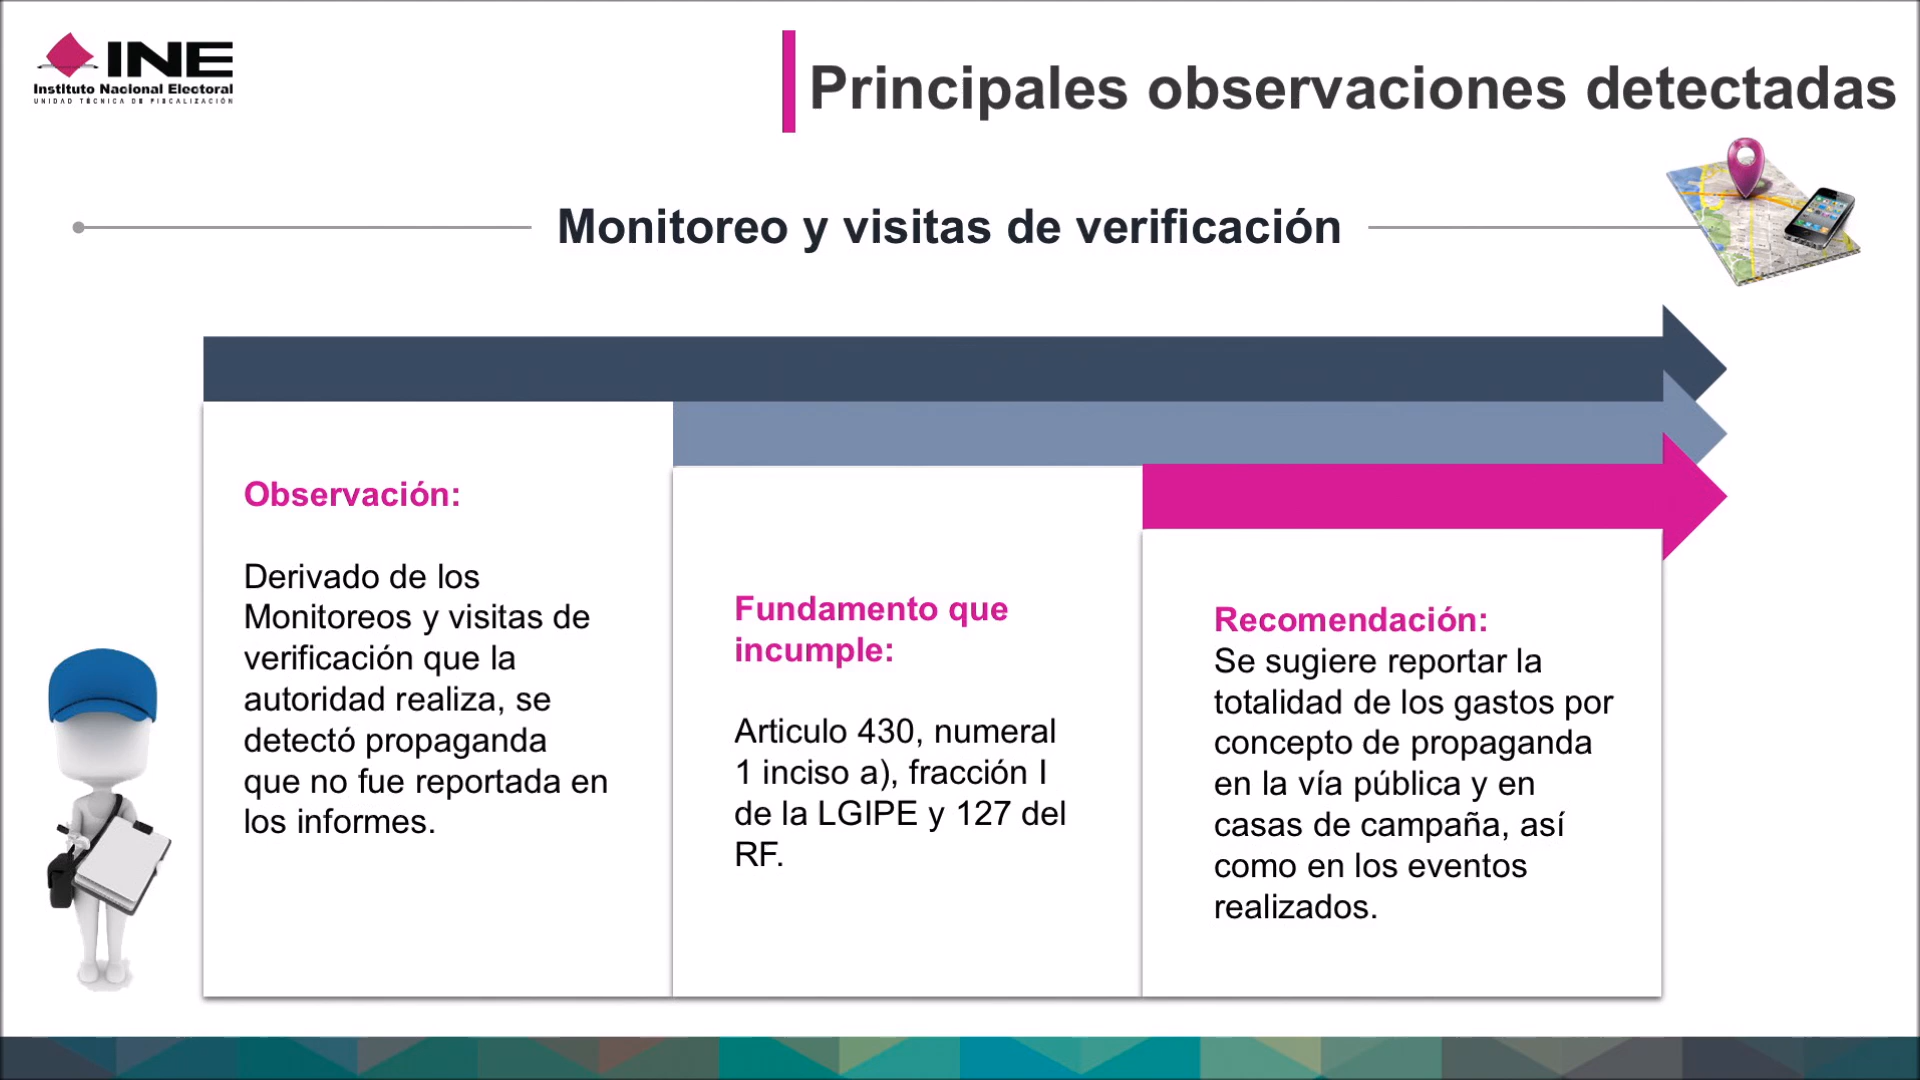 INE
Instituto Nacional Electoral
UNIDAD TÉCNICA DE FISCALIZACIÓN
Principales observaciones detectadas
Monitoreo y visitas de verificación
Observación:
Derivado de los
Monitoreos y visitas de
verificación que la
autoridad realiza, se
detectó propaganda
que no fue reportada en
los informes.
Fundamento que
incumple:
Articulo 430, numeral
1 inciso a), fracción I
de la LGIPE y 127 del
RF.
Recomendación:
Se sugiere reportar la
totalidad de los gastos por
concepto de propaganda
en la vía pública y en
casas de campaña, así
como en los eventos
realizados.